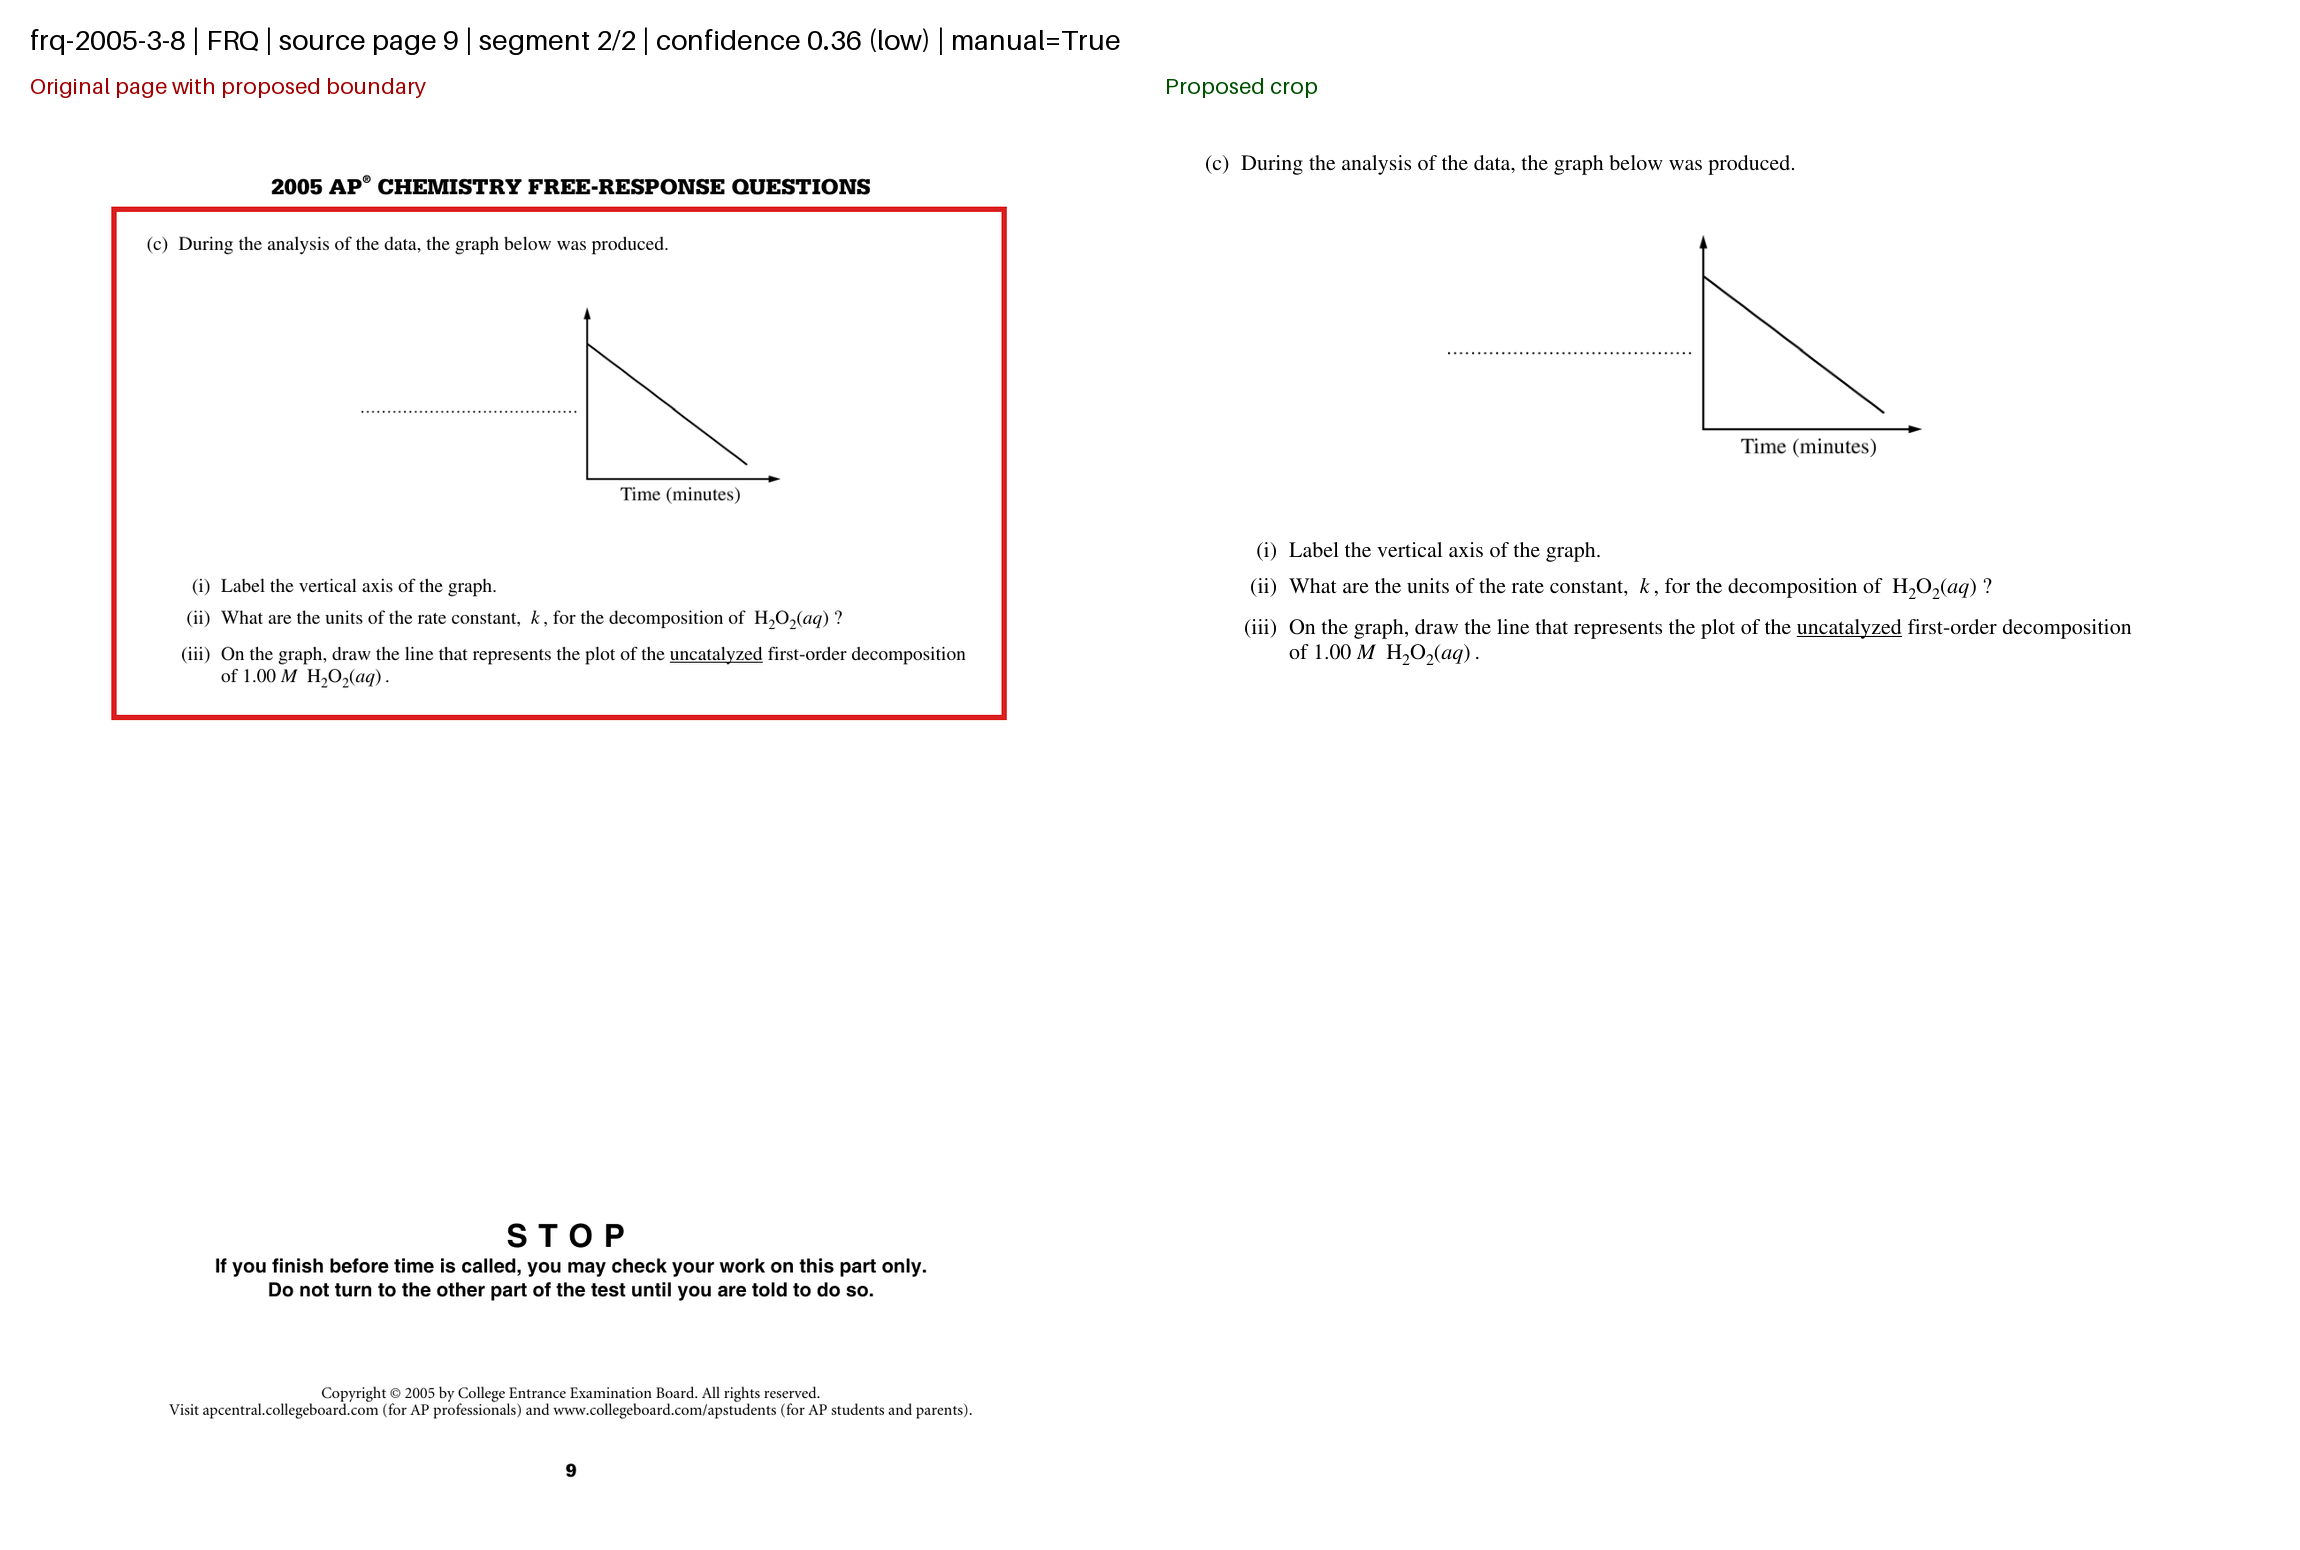 frq-2005-3-8 | FRQ | source page 9 | segment 2/2 | confidence 0.36 (low) | manual=True
Original page with proposed boundary
2005 AP® CHEMISTRY FREE-RESPONSE QUESTIONS
(c) During the analysis of the data, the graph below was produced.
Time (minutes)
(i) Label the vertical axis of the graph.
(ii) What are the units of the rate constant, k, for the decomposition of H₂O₂(aq) ?
(iii) On the graph, draw the line that represents the plot of the uncatalyzed first-order decomposition
of 1.00 M H₂O₂(aq).
STOP
If you finish before time is called, you may check your work on this part only.
Do not turn to the other part of the test until you are told to do so.
Copyright © 2005 by College Entrance Examination Board. All rights reserved.
Visit apcentral.collegeboard.com (for AP professionals) and www.collegeboard.com/apstudents (for AP students and parents).
9
Proposed crop
(c) During the analysis of the data, the graph below was produced.
Time (minutes)
(i) Label the vertical axis of the graph.
(ii) What are the units of the rate constant, k, for the decomposition of H₂O₂(aq) ?
(iii) On the graph, draw the line that represents the plot of the uncatalyzed first-order decomposition
of 1.00 M H₂O₂(aq).